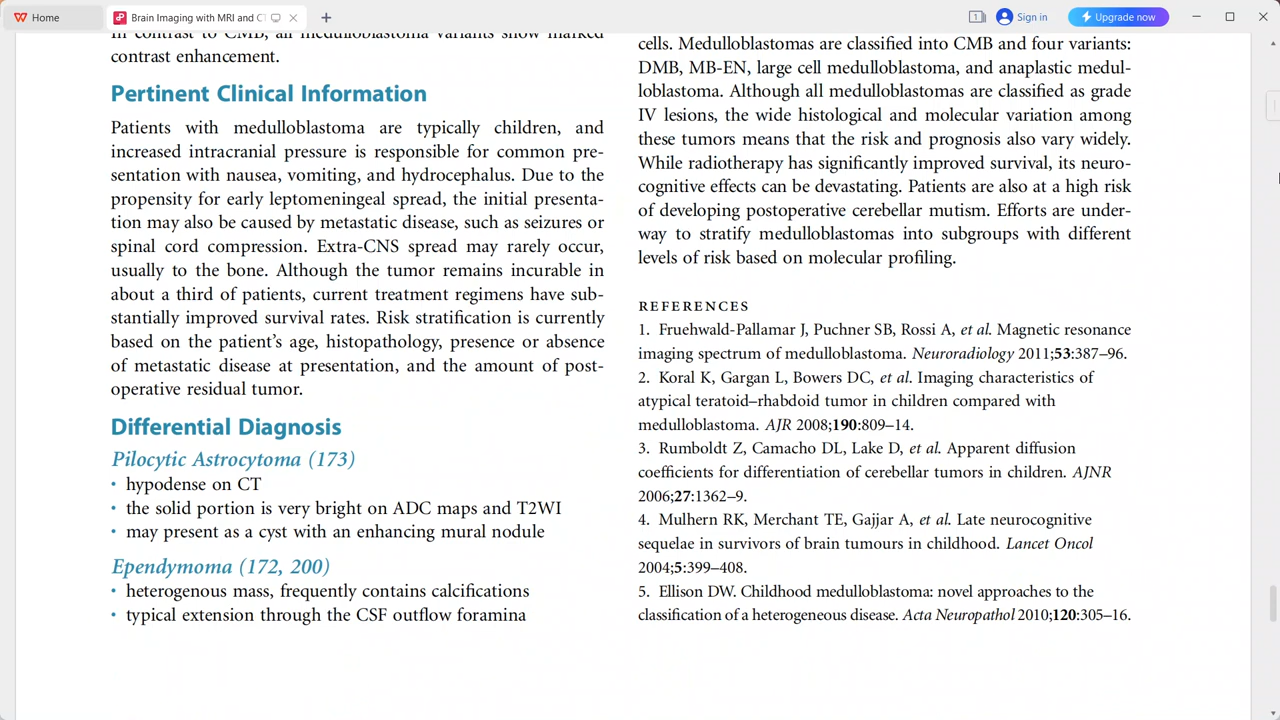 Home
Brain Imaging with MRI and C
1
Sign in
Upgrade now
In contrast to CMB, all medulloblastoma variants show marked
contrast enhancement.
Pertinent Clinical Information
Patients with medulloblastoma are typically children, and
increased intracranial pressure is responsible for common pre-
sentation with nausea, vomiting, and hydrocephalus. Due to the
propensity for early leptomeningeal spread, the initial presenta-
tion may also be caused by metastatic disease, such as seizures or
spinal cord compression. Extra-CNS spread may rarely occur,
usually to the bone. Although the tumor remains incurable in
about a third of patients, current treatment regimens have sub-
stantially improved survival rates. Risk stratification is currently
based on the patient's age, histopathology, presence or absence
of metastatic disease at presentation, and the amount of post-
operative residual tumor.
Differential Diagnosis
Pilocytic Astrocytoma (173)
• hypodense on CT
• the solid portion is very bright on ADC maps and T2WI
• may present as a cyst with an enhancing mural nodule
Ependymoma (172, 200)
• heterogenous mass, frequently contains calcifications
• typical extension through the CSF outflow foramina
cells. Medulloblastomas are classified into CMB and four variants:
DMB, MB-EN, large cell medulloblastoma, and anaplastic medul-
loblastoma. Although all medulloblastomas are classified as grade
IV lesions, the wide histological and molecular variation among
these tumors means that the risk and prognosis also vary widely.
While radiotherapy has significantly improved survival, its neuro-
cognitive effects can be devastating. Patients are also at a high risk
of developing postoperative cerebellar mutism. Efforts are under-
way to stratify medulloblastomas into subgroups with different
levels of risk based on molecular profiling.
REFERENCES
1. Fruehwald-Pallamar J, Puchner SB, Rossi A, et al. Magnetic resonance
imaging spectrum of medulloblastoma. Neuroradiology 2011;53:387–96.
2. Koral K, Gargan L, Bowers DC, et al. Imaging characteristics of
atypical teratoid–rhabdoid tumor in children compared with
medulloblastoma. AJR 2008;190:809–14.
3. Rumboldt Z, Camacho DL, Lake D, et al. Apparent diffusion
coefficients for differentiation of cerebellar tumors in children. AJNR
2006;27:1362–9.
4. Mulhern RK, Merchant TE, Gajjar A, et al. Late neurocognitive
sequelae in survivors of brain tumours in childhood. Lancet Oncol
2004;5:399–408.
5. Ellison DW. Childhood medulloblastoma: novel approaches to the
classification of a heterogeneous disease. Acta Neuropathol 2010;120:305–16.